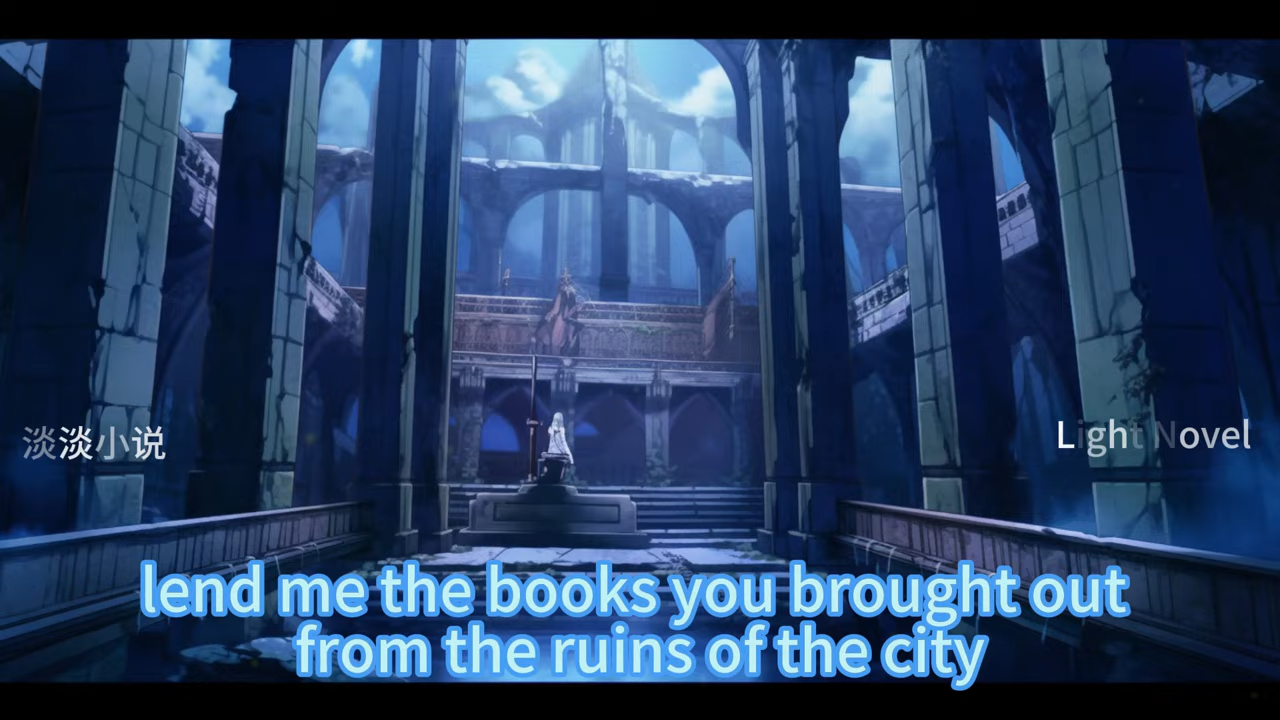 淡淡小说
Light Novel
lend me the books you brought out
from the ruins of the city